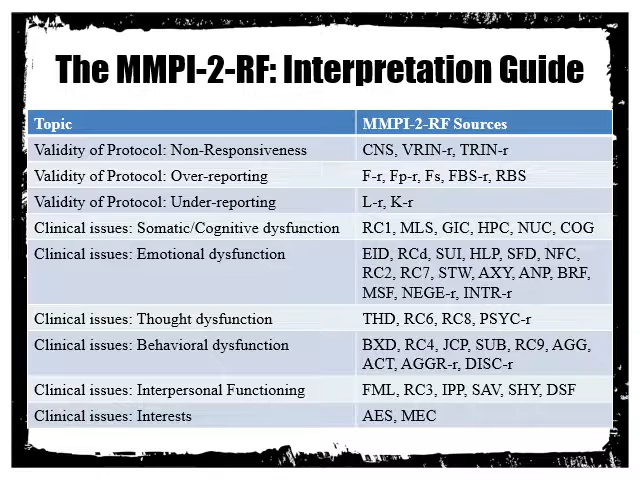 The MMPI-2-RF: Interpretation Guide
Topic MMPI-2-RF Sources
Validity of Protocol: Non-Responsiveness CNS, VRIN-r, TRIN-r
Validity of Protocol: Over-reporting F-r, Fp-r, Fs, FBS-r, RBS
Validity of Protocol: Under-reporting L-r, K-r
Clinical issues: Somatic/Cognitive dysfunction RC1, MLS, GIC, HPC, NUC, COG
Clinical issues: Emotional dysfunction EID, RCd, SUI, HLP, SFD, NFC,
RC2, RC7, STW, AXY, ANP, BRF,
MSF, NEGE-r, INTR-r
Clinical issues: Thought dysfunction THD, RC6, RC8, PSYC-r
Clinical issues: Behavioral dysfunction BXD, RC4, JCP, SUB, RC9, AGG,
ACT, AGGR-r, DISC-r
Clinical issues: Interpersonal Functioning FML, RC3, IPP, SAV, SHY, DSF
Clinical issues: Interests AES, MEC